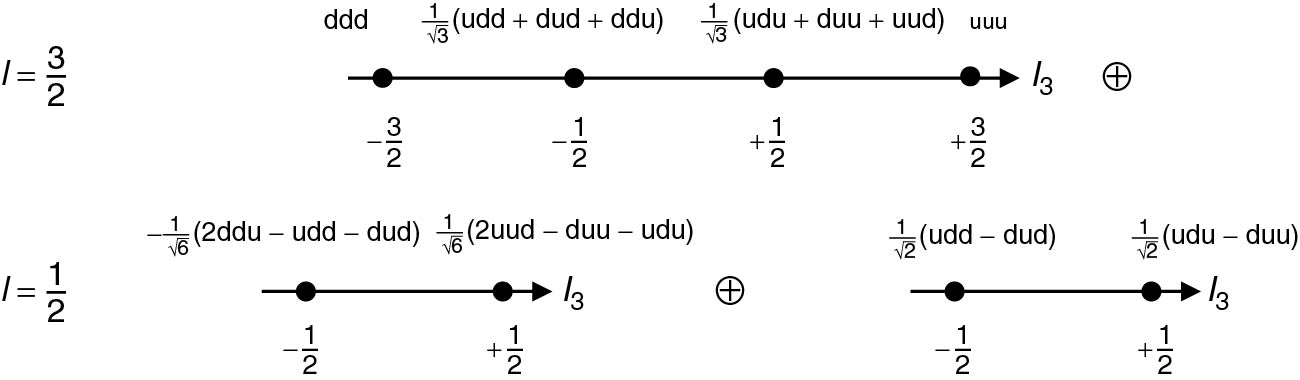 ddd 1/√3(udd + dud + ddu) 1/√3(udu + duu + uud) uuu
I = 3/2 I₃ ⊕
−3/2 −1/2 +1/2 +3/2
−1/√6(2ddu − udd − dud) 1/√6(2uud − duu − udu) 1/√2(udd − dud) 1/√2(udu − duu)
I = 1/2 I₃ ⊕ I₃
−1/2 +1/2 −1/2 +1/2